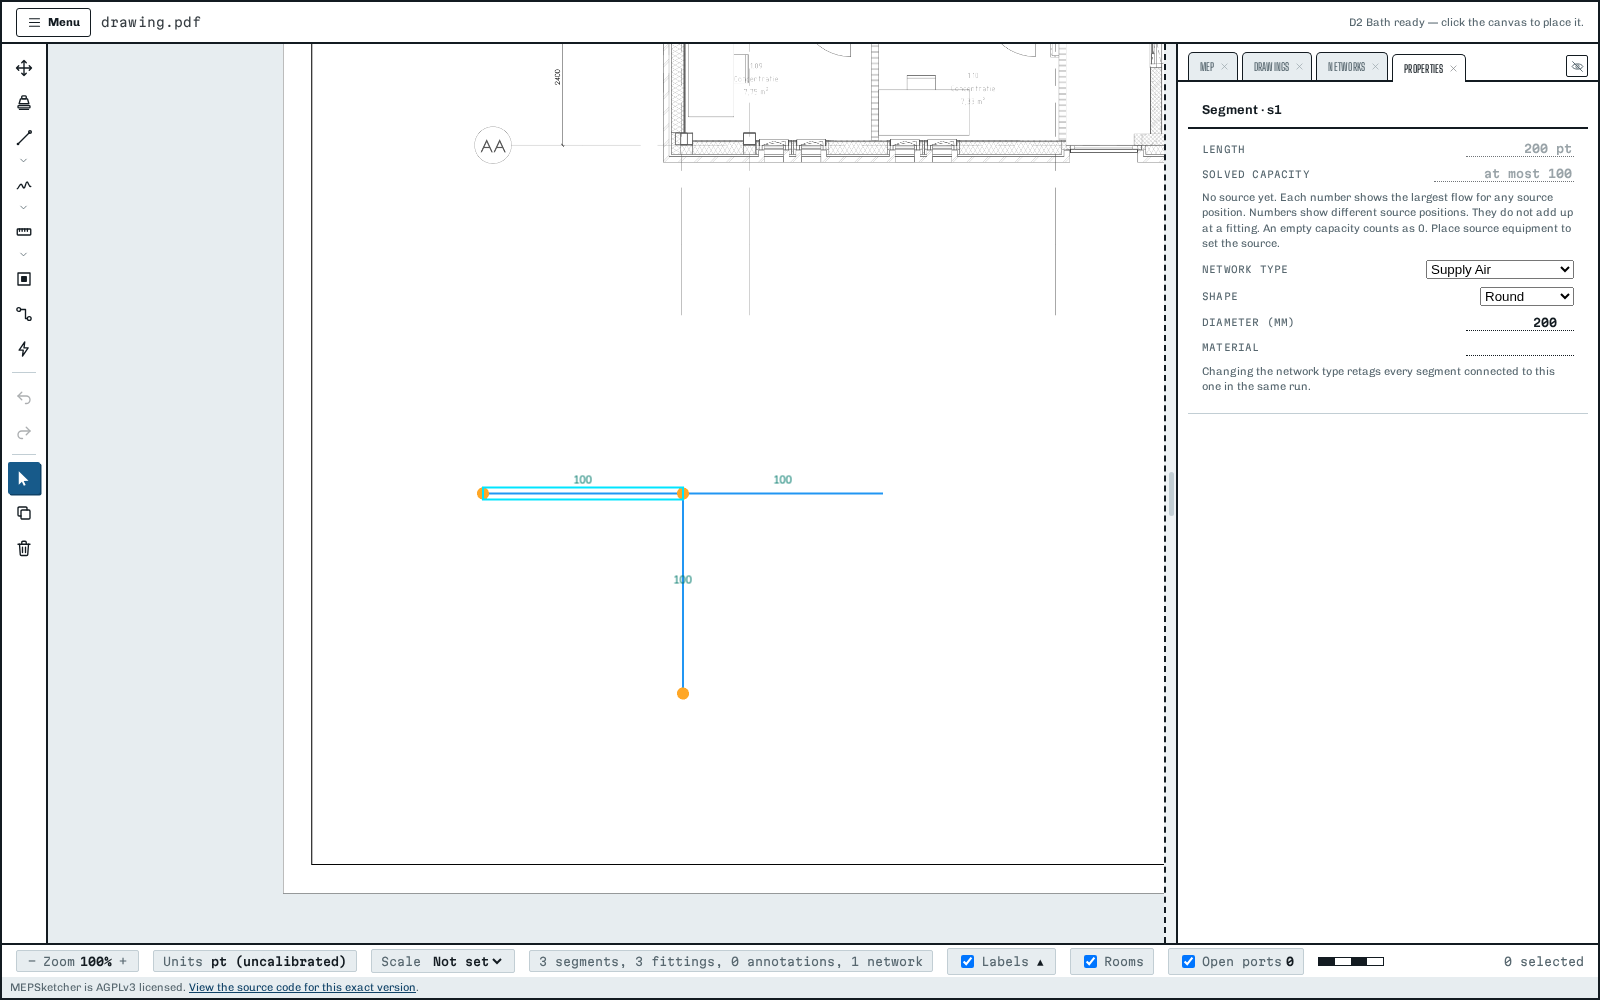 Menu
drawing.pdf
D2 Bath ready — click the canvas to place it.
MEP
DRAWINGS
NETWORKS
PROPERTIES
2400
109
7,79 m²
AA
Segment · s1
LENGTH
200 pt
SOLVED CAPACITY
at most 100
No source yet. Each number shows the largest flow for any source
position. Numbers show different source positions. They do not add up
at a fitting. An empty capacity counts as 0. Place source equipment to
set the source.
NETWORK TYPE
Supply Air
SHAPE
Round
DIAMETER (MM)
200
MATERIAL
Changing the network type retags every segment connected to this
one in the same run.
100
100
100
− Zoom 100% +
Units pt (uncalibrated)
Scale Not set
3 segments, 3 fittings, 0 annotations, 1 network
Labels ▲
Rooms
Open ports 0
0 selected
MEPSketcher is AGPLv3 licensed. View the source code for this exact version.